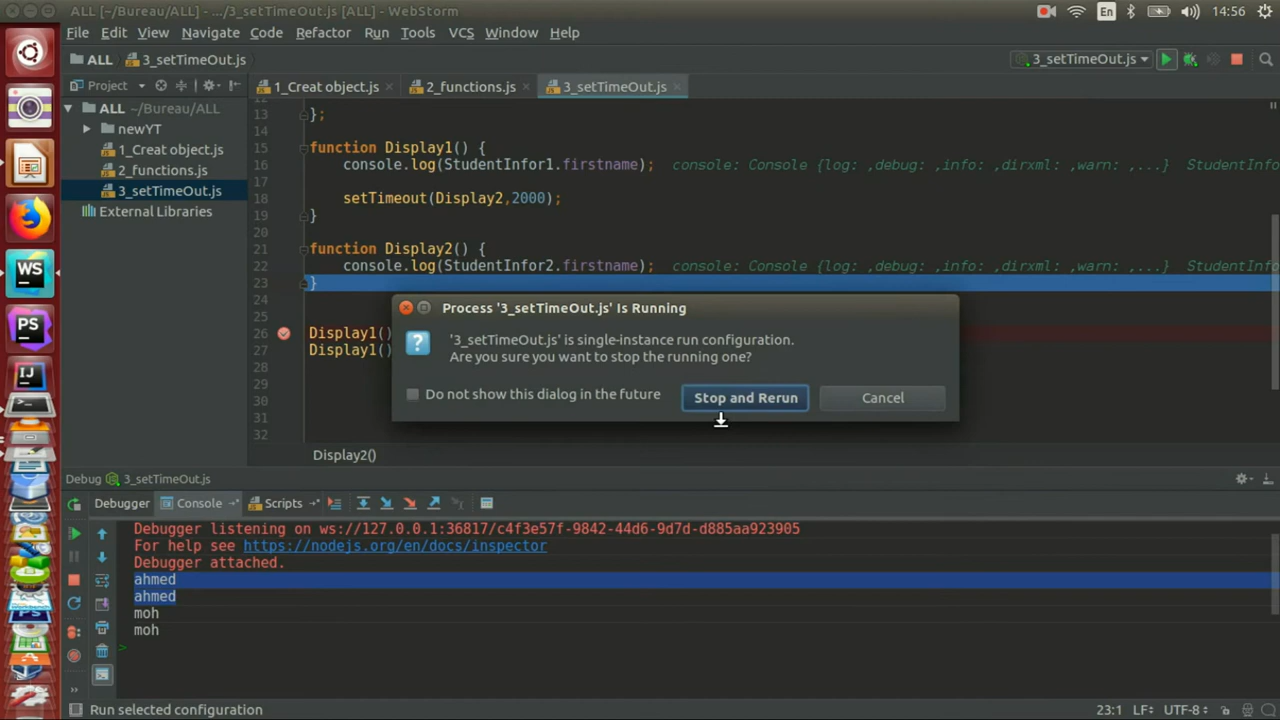 ALL [~/Bureau/ALL] - .../3_setTimeOut.js [ALL] - WebStorm
En
14:56
File Edit View Navigate Code Refactor Run Tools VCS Window Help
ALL 3_setTimeOut.js
3_setTimeOut.js
Project
1_Creat object.js
2_functions.js
3_setTimeOut.js
ALL ~/Bureau/ALL
newYT
1_Creat object.js
2_functions.js
3_setTimeOut.js
External Libraries
13 };
14
15 function Display1() {
16 console.log(StudentInfor1.firstname); console: Console {log: ,debug: ,info: ,dirxml: ,warn: ,...} StudentInfo
17
18 setTimeout(Display2,2000);
19 }
20
21 function Display2() {
22 console.log(StudentInfor2.firstname); console: Console {log: ,debug: ,info: ,dirxml: ,warn: ,...} StudentInfo
23 }
24
25
26 Display1()
27 Display1()
28
29
30
31
32
Display2()
Process '3_setTimeOut.js' Is Running
'3_setTimeOut.js' is single-instance run configuration.
Are you sure you want to stop the running one?
Do not show this dialog in the future
Stop and Rerun
Cancel
WS
PS
IJ
Debug 3_setTimeOut.js
Debugger Console Scripts
Debugger listening on ws://127.0.0.1:36817/c4f3e57f-9842-44d6-9d7d-d885aa923905
For help see https://nodejs.org/en/docs/inspector
Debugger attached.
ahmed
ahmed
moh
moh
>
Run selected configuration
23:1 LF UTF-8